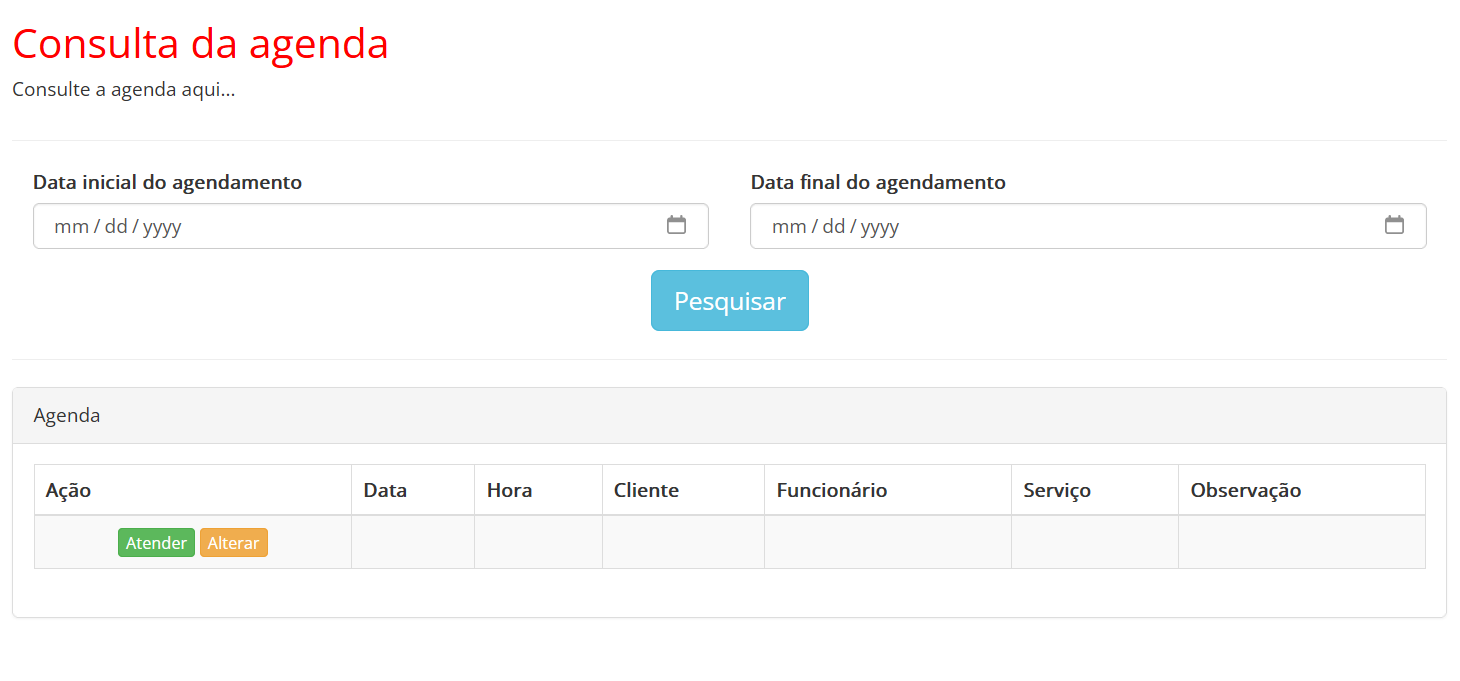 Consulta da agenda
Consulte a agenda aqui...
Data inicial do agendamento Data final do agendamento
mm / dd / yyyy mm / dd / yyyy
Pesquisar
Agenda
Ação Data Hora Cliente Funcionário Serviço Observação
Atender Alterar